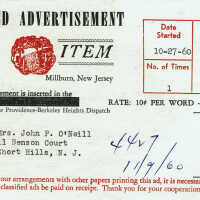 ND ADVERTISEMENT
ITEM
Millburn, New Jersey
Date
Started
10-27-60
No. of Times
1
ement is inserted in the
Providence-Berkeley Heights Dispatch
RATE: 10¢ PER WORD -
rs. John F. O'Neill
l Benson Court
hort Hills, N. J.
4427
11/9/60
our arrangements with other papers printing this ad, it is necess
classified ads be paid on receipt. Thank you for your cooperation